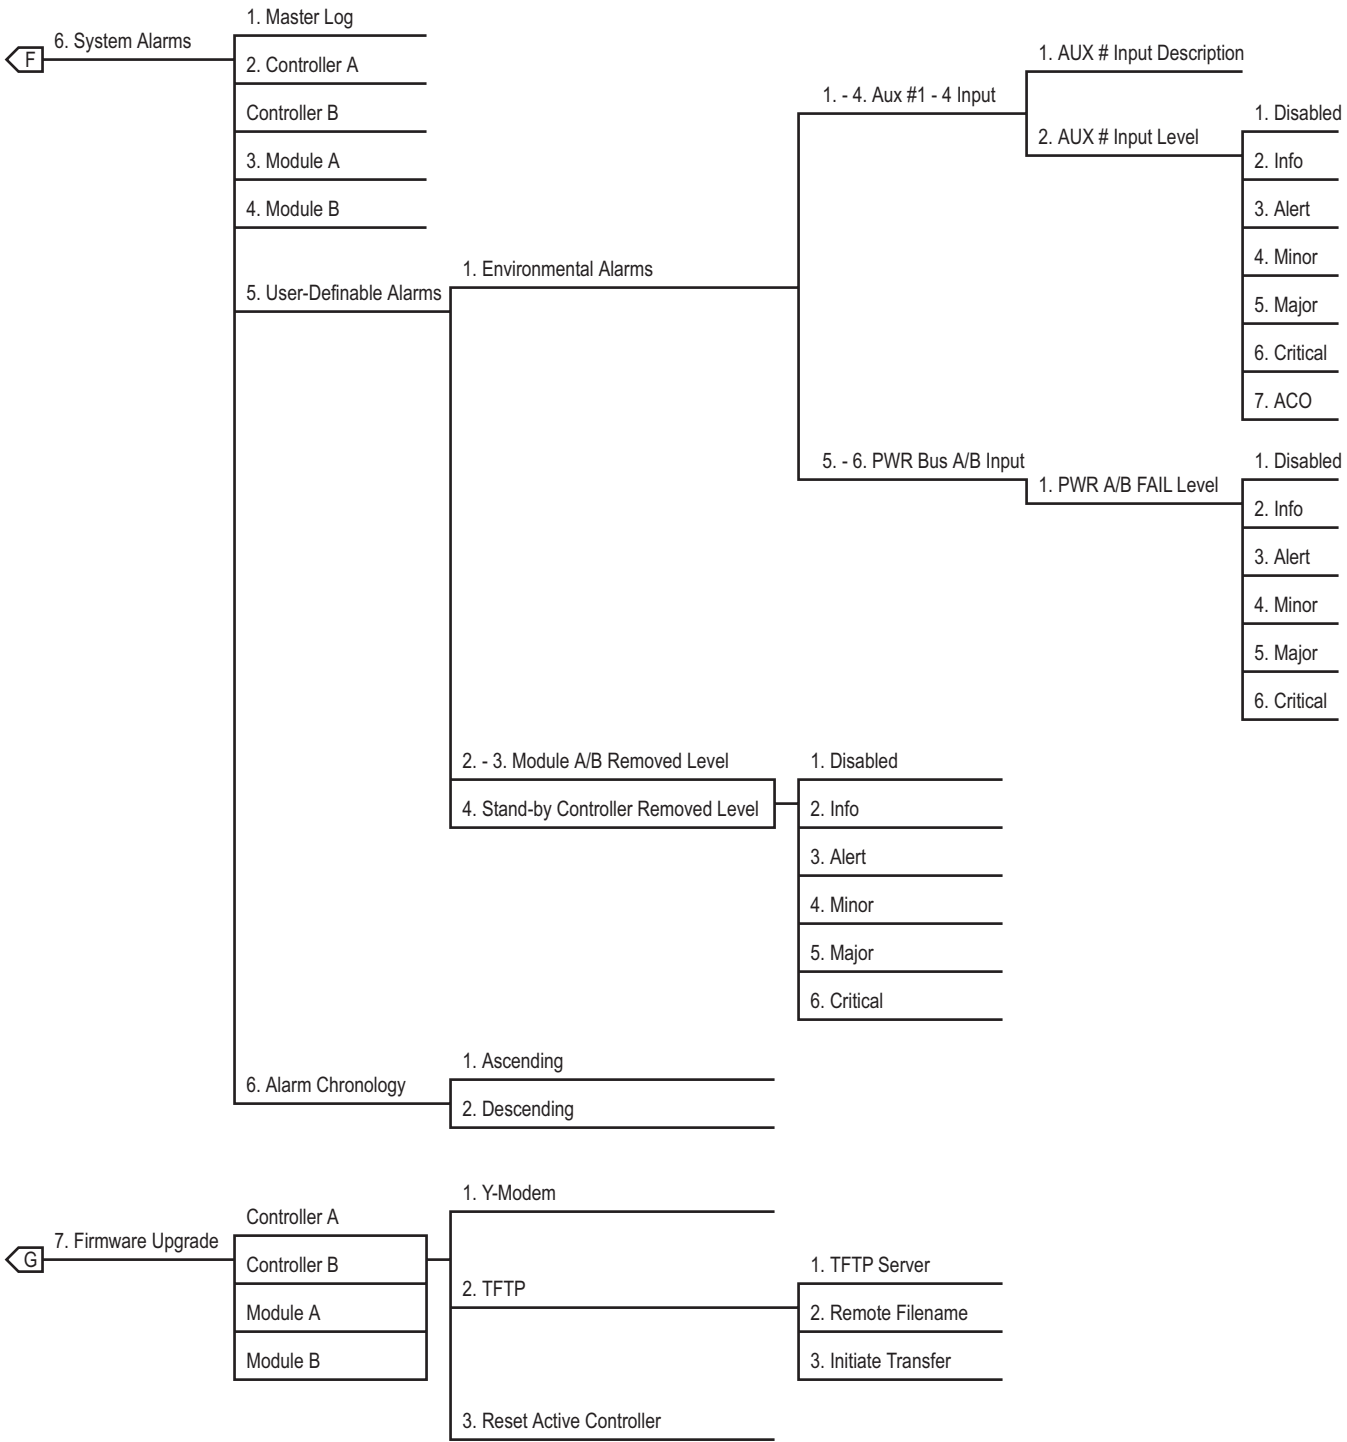 F
6. System Alarms
1. Master Log
2. Controller A
Controller B
3. Module A
4. Module B
5. User-Definable Alarms
1. Environmental Alarms
1. - 4. Aux #1 - 4 Input
1. AUX # Input Description
2. AUX # Input Level
1. Disabled
2. Info
3. Alert
4. Minor
5. Major
6. Critical
7. ACO
5. - 6. PWR Bus A/B Input
1. PWR A/B FAIL Level
1. Disabled
2. Info
3. Alert
4. Minor
5. Major
6. Critical
2. - 3. Module A/B Removed Level
4. Stand-by Controller Removed Level
1. Disabled
2. Info
3. Alert
4. Minor
5. Major
6. Critical
6. Alarm Chronology
1. Ascending
2. Descending
G
7. Firmware Upgrade
Controller A
Controller B
Module A
Module B
1. Y-Modem
2. TFTP
1. TFTP Server
2. Remote Filename
3. Initiate Transfer
3. Reset Active Controller